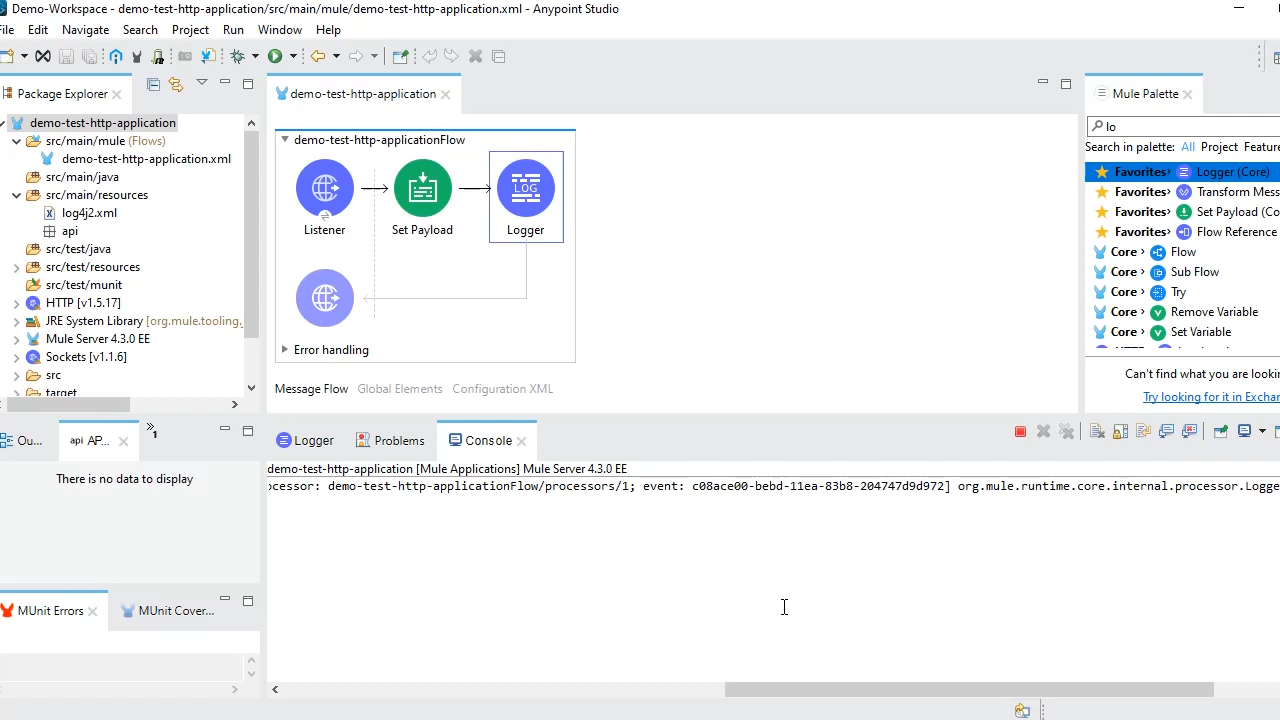 Demo-Workspace - demo-test-http-application/src/main/mule/demo-test-http-application.xml - Anypoint Studio
File Edit Navigate Search Project Run Window Help
Package Explorer
demo-test-http-application
src/main/mule (Flows)
demo-test-http-application.xml
src/main/java
src/main/resources
log4j2.xml
api
src/test/java
src/test/resources
src/test/munit
HTTP [v1.5.17]
JRE System Library [org.mule.tooling.
Mule Server 4.3.0 EE
Sockets [v1.1.6]
src
target
demo-test-http-application
demo-test-http-applicationFlow
LOG
Listener
Set Payload
Logger
Error handling
Message Flow Global Elements Configuration XML
Mule Palette
lo
Search in palette: All Project Feature
Favorites› Logger (Core)
Favorites› Transform Mess
Favorites› Set Payload (Co
Favorites› Flow Reference
Core › Flow
Core › Sub Flow
Core › Try
Core › Remove Variable
Core › Set Variable
Can't find what you are lookin
Try looking for it in Exchan
Ou...
api AP...
1
There is no data to display
MUnit Errors
MUnit Cover...
Logger
Problems
Console
demo-test-http-application [Mule Applications] Mule Server 4.3.0 EE
ocessor: demo-test-http-applicationFlow/processors/1; event: c08ace00-bebd-11ea-83b8-204747d9d972] org.mule.runtime.core.internal.processor.Logge